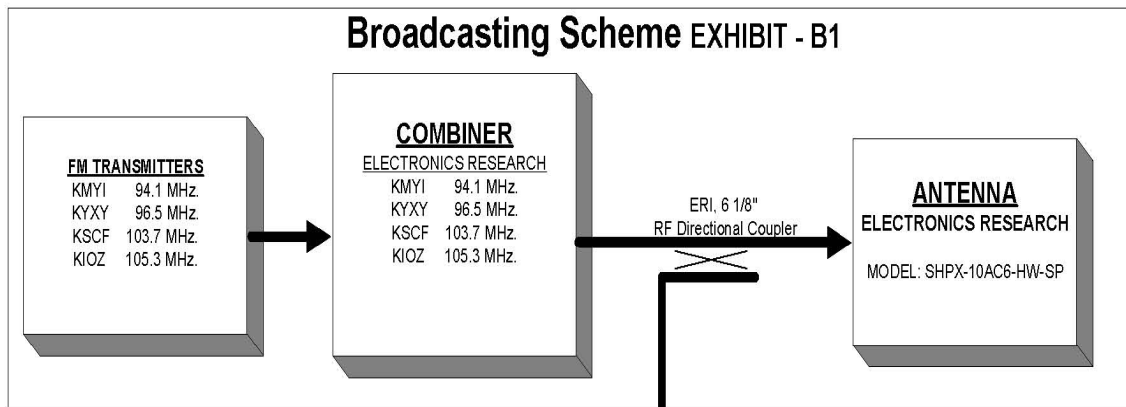 Broadcasting Scheme EXHIBIT - B1
FM TRANSMITTERS
KMYI 94.1 MHz.
KYXY 96.5 MHz.
KSCF 103.7 MHz.
KIOZ 105.3 MHz.
COMBINER
ELECTRONICS RESEARCH
KMYI 94.1 MHz.
KYXY 96.5 MHz.
KSCF 103.7 MHz.
KIOZ 105.3 MHz.
ERI, 6 1/8"
RF Directional Coupler
ANTENNA
ELECTRONICS RESEARCH
MODEL: SHPX-10AC6-HW-SP